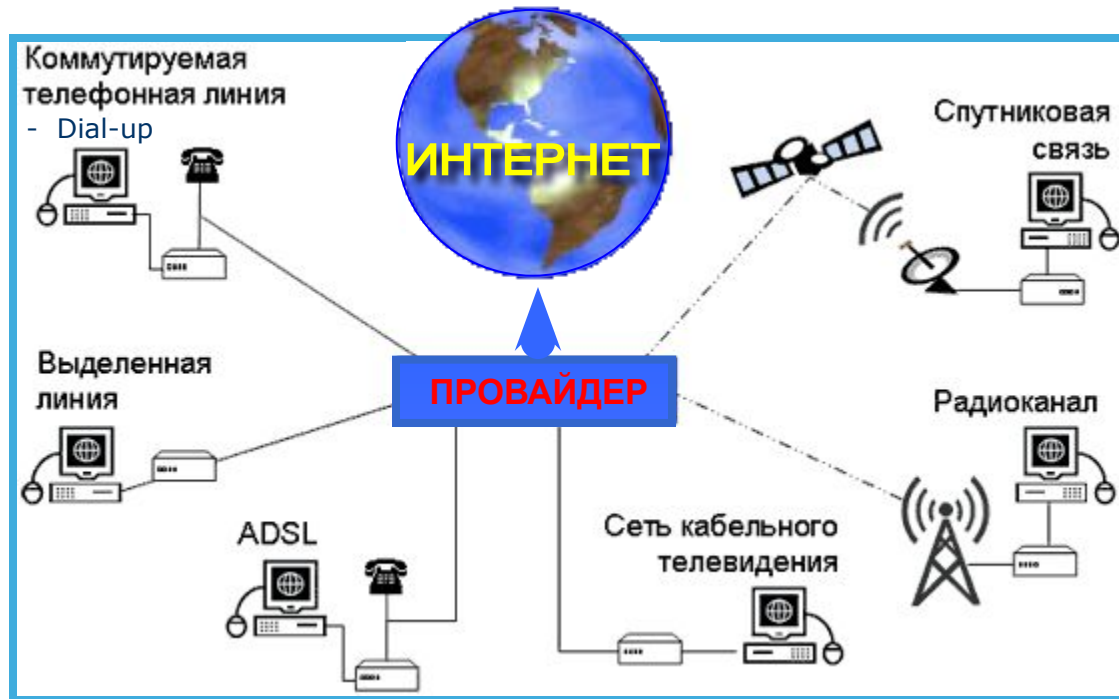 Коммутируемая
телефонная линия
- Dial-up
ИНТЕРНЕТ
Спутниковая
связь
Выделенная
линия
ПРОВАЙДЕР
Радиоканал
ADSL
Сеть кабельного
телевидения